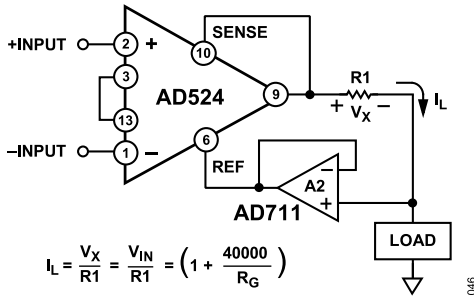 +INPUT
2
+
10
SENSE
3
AD524
9
R1
+ VX −
IL
13
6
−INPUT
1
−
REF
−
A2
+
AD711
LOAD
IL = VX/R1 = VIN/R1 = (1 + 40000/RG)
046